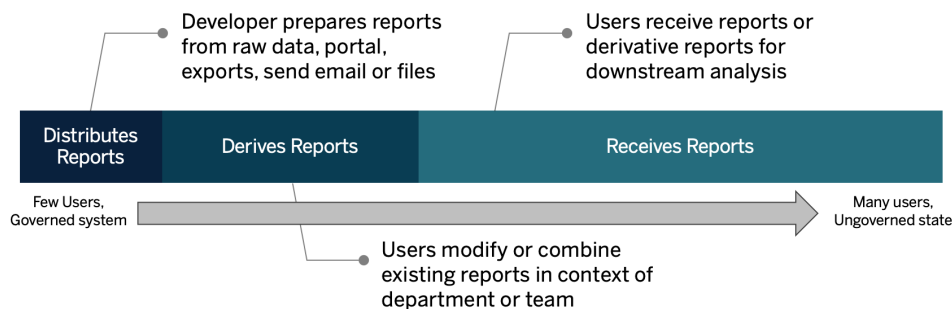 Developer prepares reports
from raw data, portal,
exports, send email or files
Users receive reports or
derivative reports for
downstream analysis
Distributes
Reports
Derives Reports
Receives Reports
Few Users,
Governed system
Many users,
Ungoverned state
Users modify or combine
existing reports in context of
department or team